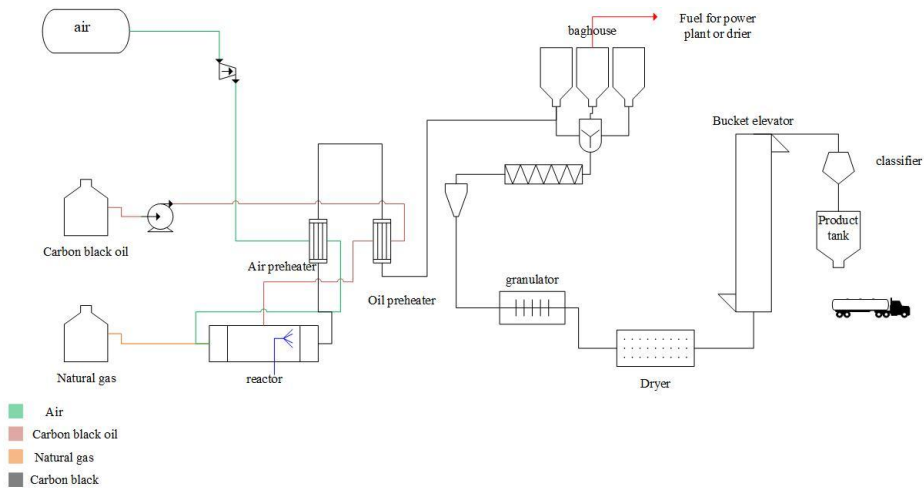 air
Fuel for power
plant or drier
baghouse
Bucket elevator
classifier
Carbon black oil
Air preheater
Product
tank
granulator
Oil preheater
Natural gas
reactor
Dryer
Air
Carbon black oil
Natural gas
Carbon black